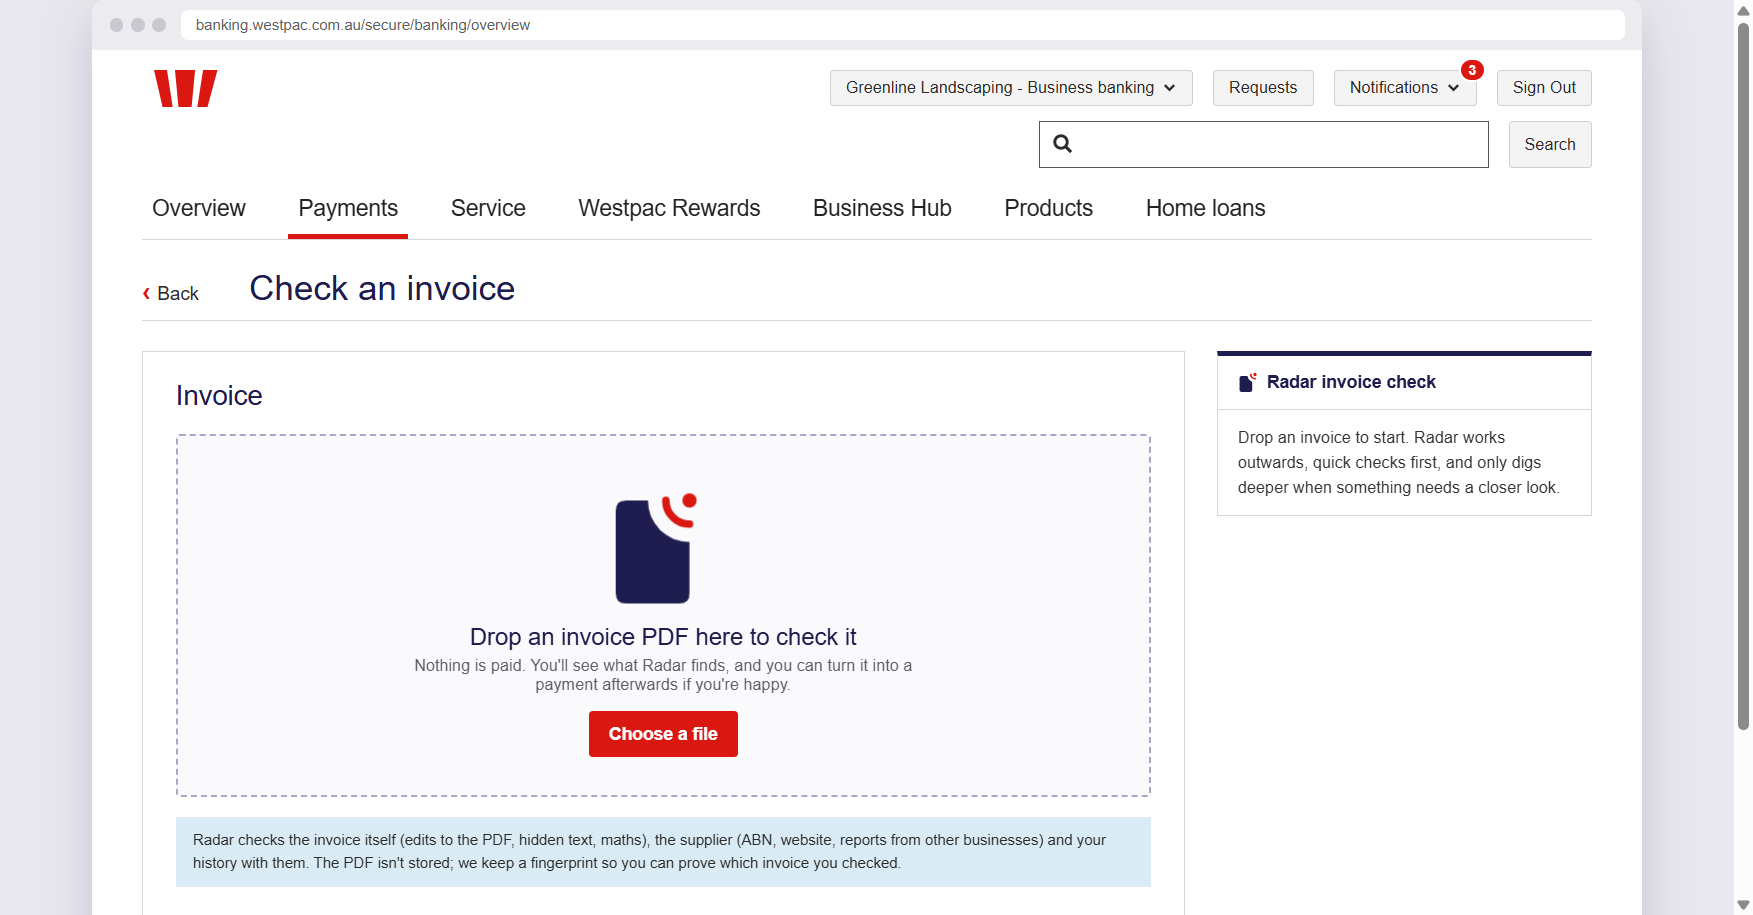 banking.westpac.com.au/secure/banking/overview
Greenline Landscaping - Business banking
Requests
Notifications
3
Sign Out
Search
Overview
Payments
Service
Westpac Rewards
Business Hub
Products
Home loans
Back
Check an invoice
Invoice
Drop an invoice PDF here to check it
Nothing is paid. You'll see what Radar finds, and you can turn it into a
payment afterwards if you're happy.
Choose a file
Radar checks the invoice itself (edits to the PDF, hidden text, maths), the supplier (ABN, website, reports from other businesses) and your
history with them. The PDF isn't stored; we keep a fingerprint so you can prove which invoice you checked.
Radar invoice check
Drop an invoice to start. Radar works
outwards, quick checks first, and only digs
deeper when something needs a closer look.